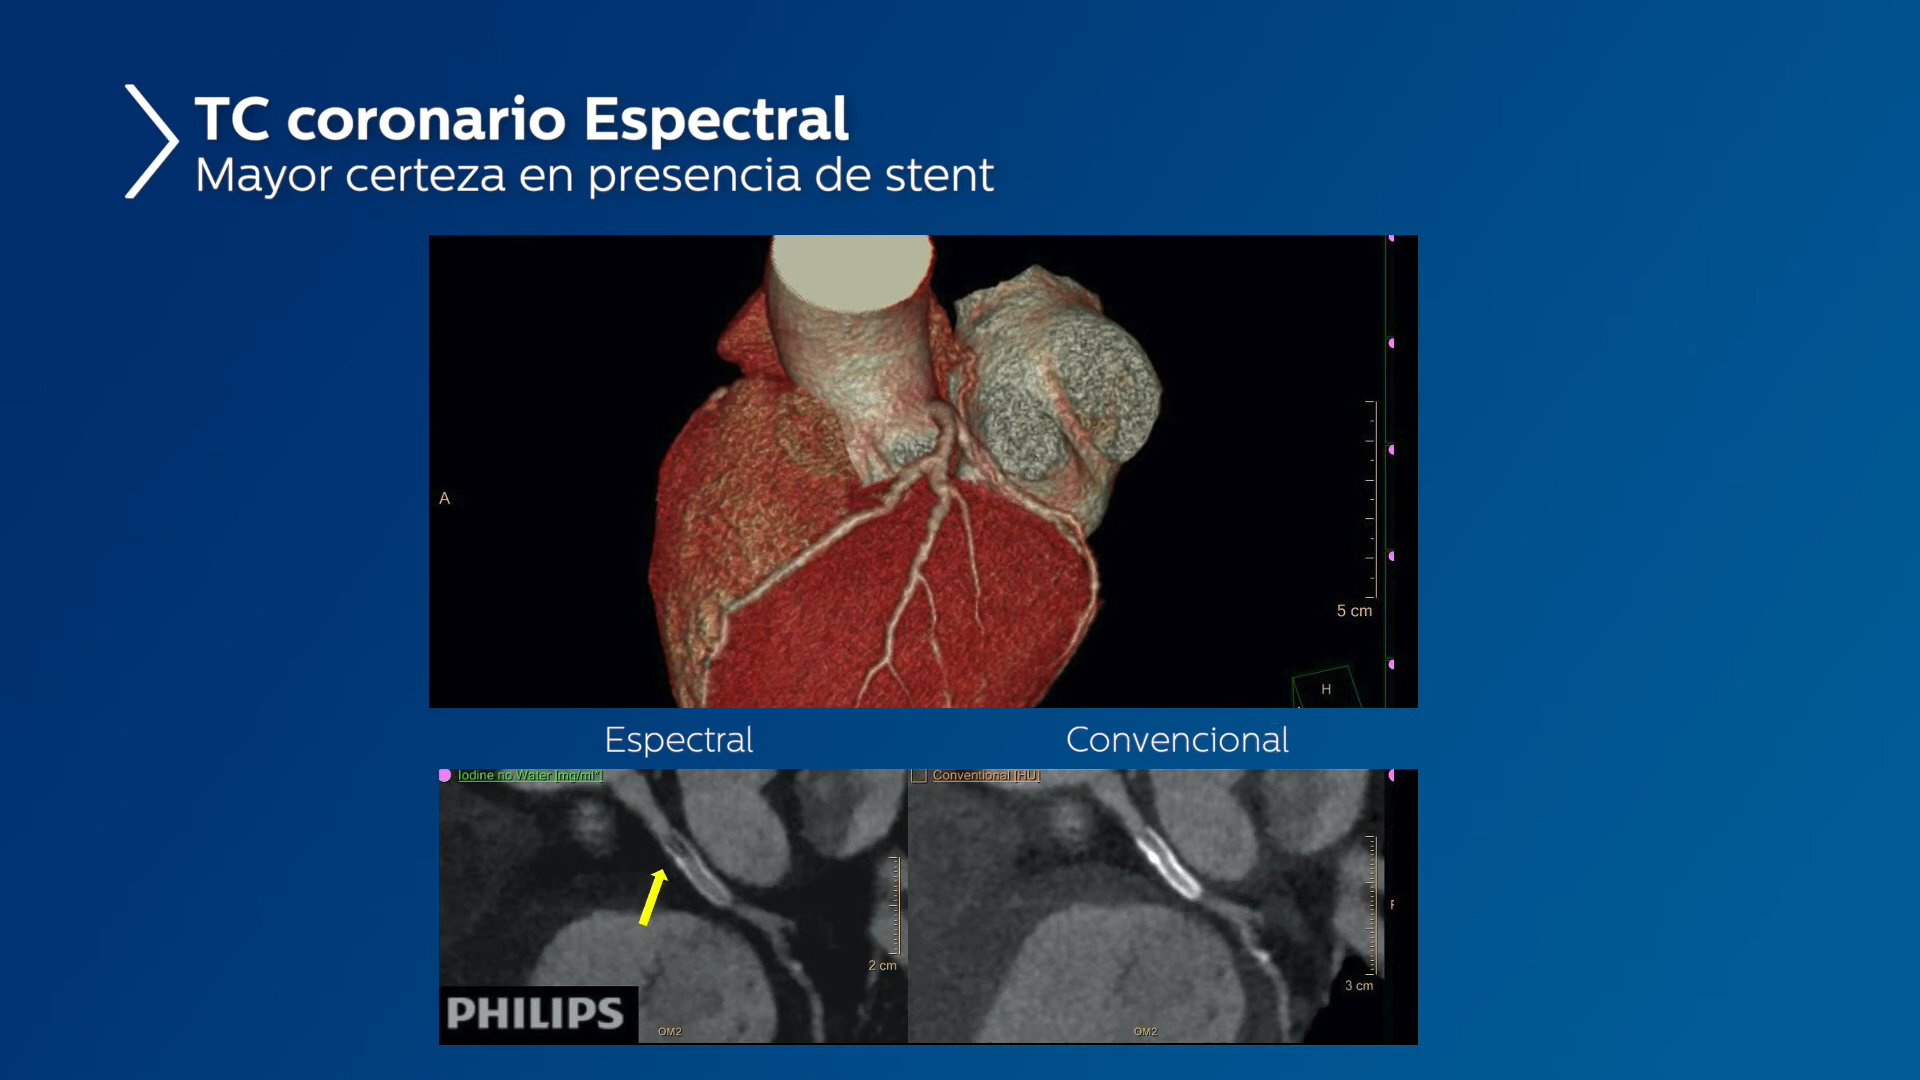 TC coronario Espectral
Mayor certeza en presencia de stent
A
5 cm
H
Espectral
Convencional
Iodine no Water [mg/ml*]
Conventional [HU]
2 cm
3 cm
PHILIPS
OM2
OM2